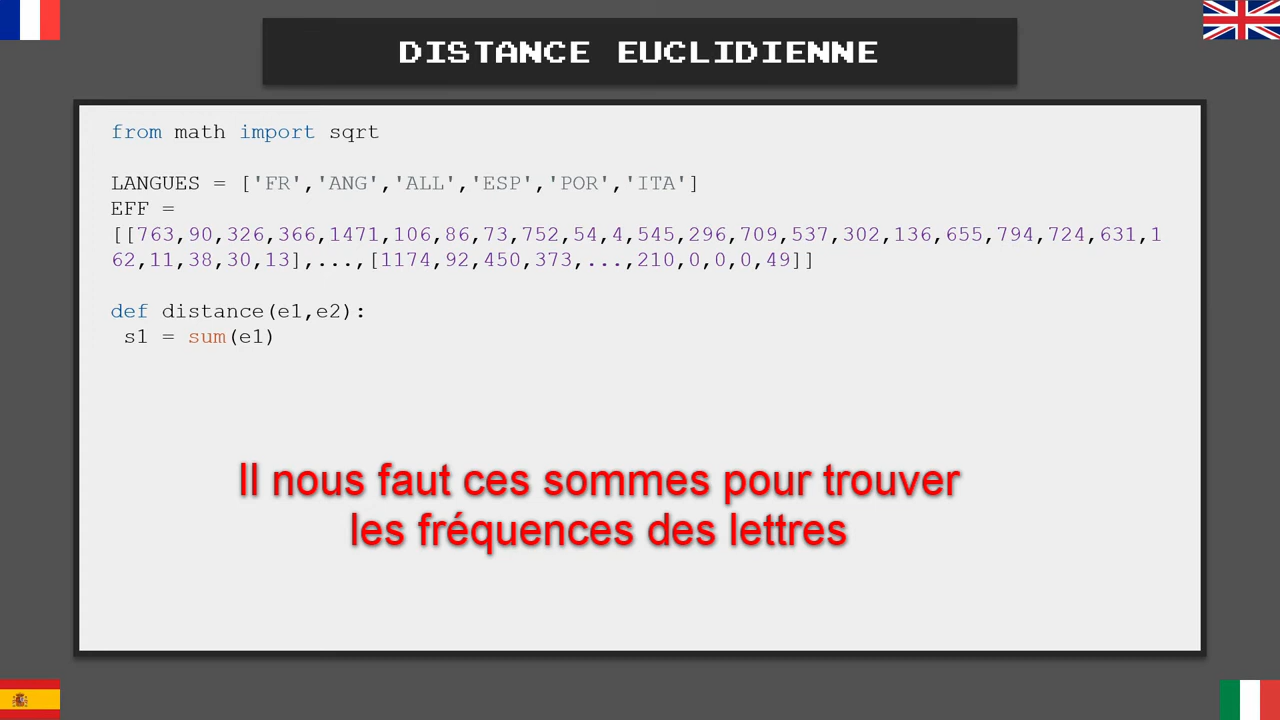 DISTANCE EUCLIDIENNE
from math import sqrt
LANGUES = ['FR','ANG','ALL','ESP','POR','ITA']
EFF =
[[763,90,326,366,1471,106,86,73,752,54,4,545,296,709,537,302,136,655,794,724,631,1
62,11,38,30,13],...,[1174,92,450,373,...,210,0,0,0,49]]
def distance(e1,e2):
s1 = sum(e1)
Il nous faut ces sommes pour trouver
les fréquences des lettres